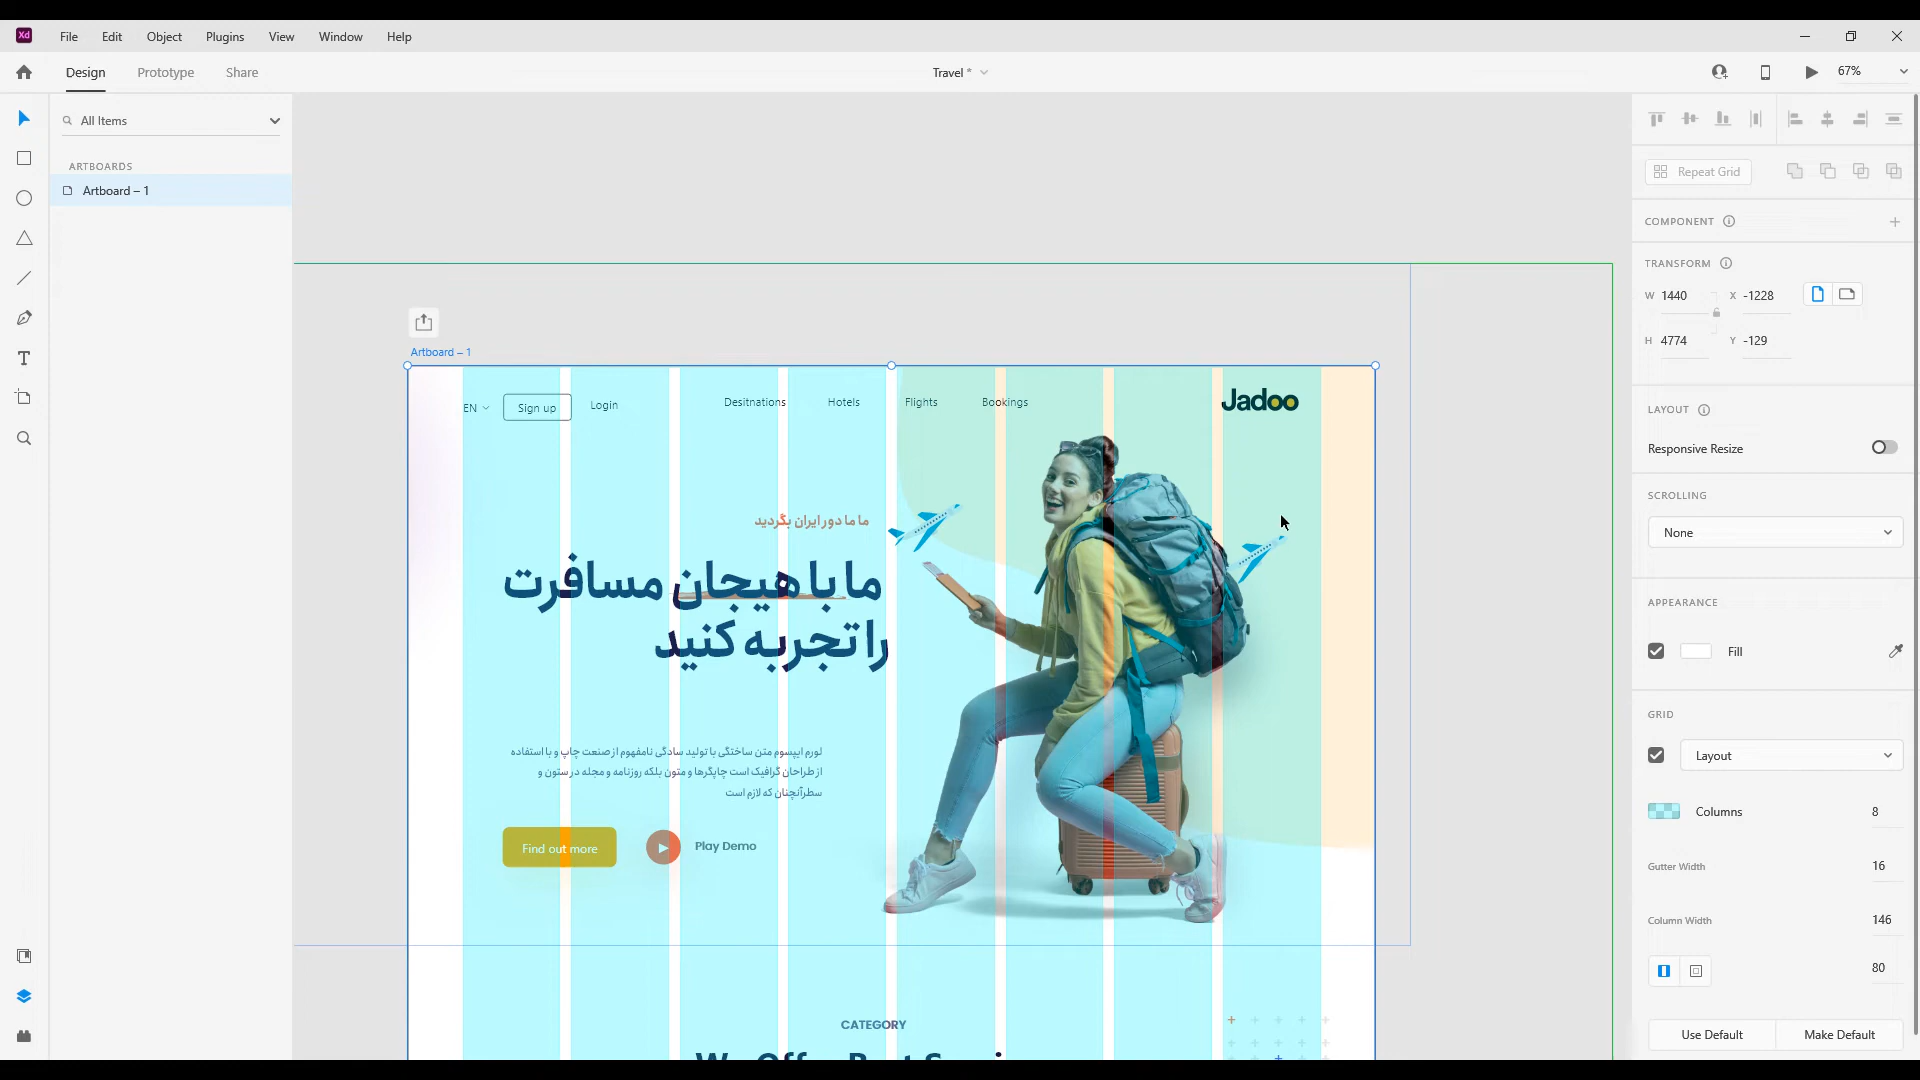 Xd
File Edit Object Plugins View Window Help
Design Prototype Share
Travel *
67%
All Items
ARTBOARDS
Artboard – 1
Artboard – 1
EN
Sign up
Login
Desitnations
Hotels
Flights
Bookings
Jadoo
ما ما دور ایران بگردید
ما با هیجان مسافرت
را تجربه کنید
لورم ایپسوم متن ساختگی با تولید سادگی نامفهوم از صنعت چاپ و با استفاده
از طراحان گرافیک است چاپگرها و متون بلکه روزنامه و مجله در ستون و
سطرآنچنان که لازم است
Find out more
Play Demo
CATEGORY
Repeat Grid
COMPONENT
TRANSFORM
W 1440 X -1228
H 4774 Y -129
LAYOUT
Responsive Resize
SCROLLING
None
APPEARANCE
Fill
GRID
Layout
Columns 8
Gutter Width 16
Column Width 146
80
Use Default Make Default